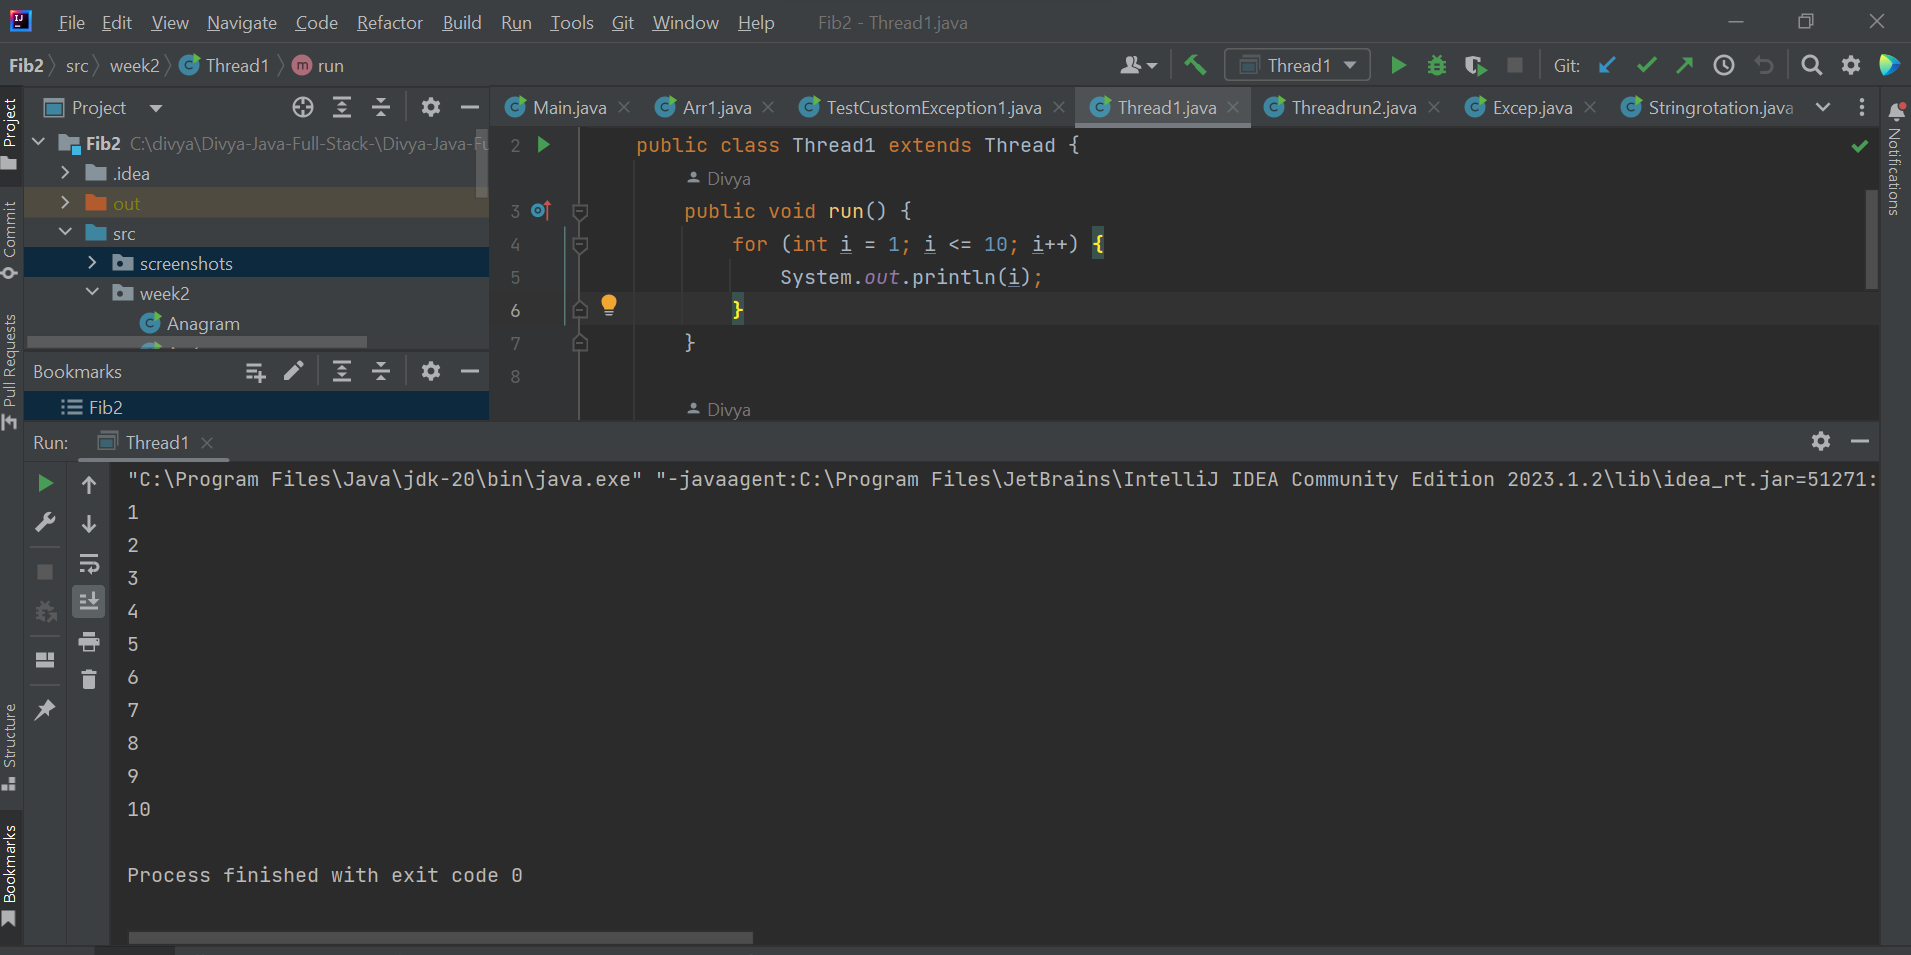 File Edit View Navigate Code Refactor Build Run Tools Git Window Help Fib2 - Thread1.java
Fib2 src week2 Thread1 m run Thread1 Git:
Project
Main.java Arr1.java TestCustomException1.java Thread1.java Threadrun2.java Excep.java Stringrotation.java
Fib2 C:\divya\Divya-Java-Full-Stack-\Divya-Java-Fu
.idea
out
src
screenshots
week2
Anagram
Bookmarks
Fib2
2 public class Thread1 extends Thread {
Divya
3 public void run() {
4 for (int i = 1; i <= 10; i++) {
5 System.out.println(i);
6 }
7 }
8
Divya
Run: Thread1
"C:\Program Files\Java\jdk-20\bin\java.exe" "-javaagent:C:\Program Files\JetBrains\IntelliJ IDEA Community Edition 2023.1.2\lib\idea_rt.jar=51271:
1
2
3
4
5
6
7
8
9
10
Process finished with exit code 0
Project
Commit
Pull Requests
Structure
Bookmarks
Notifications